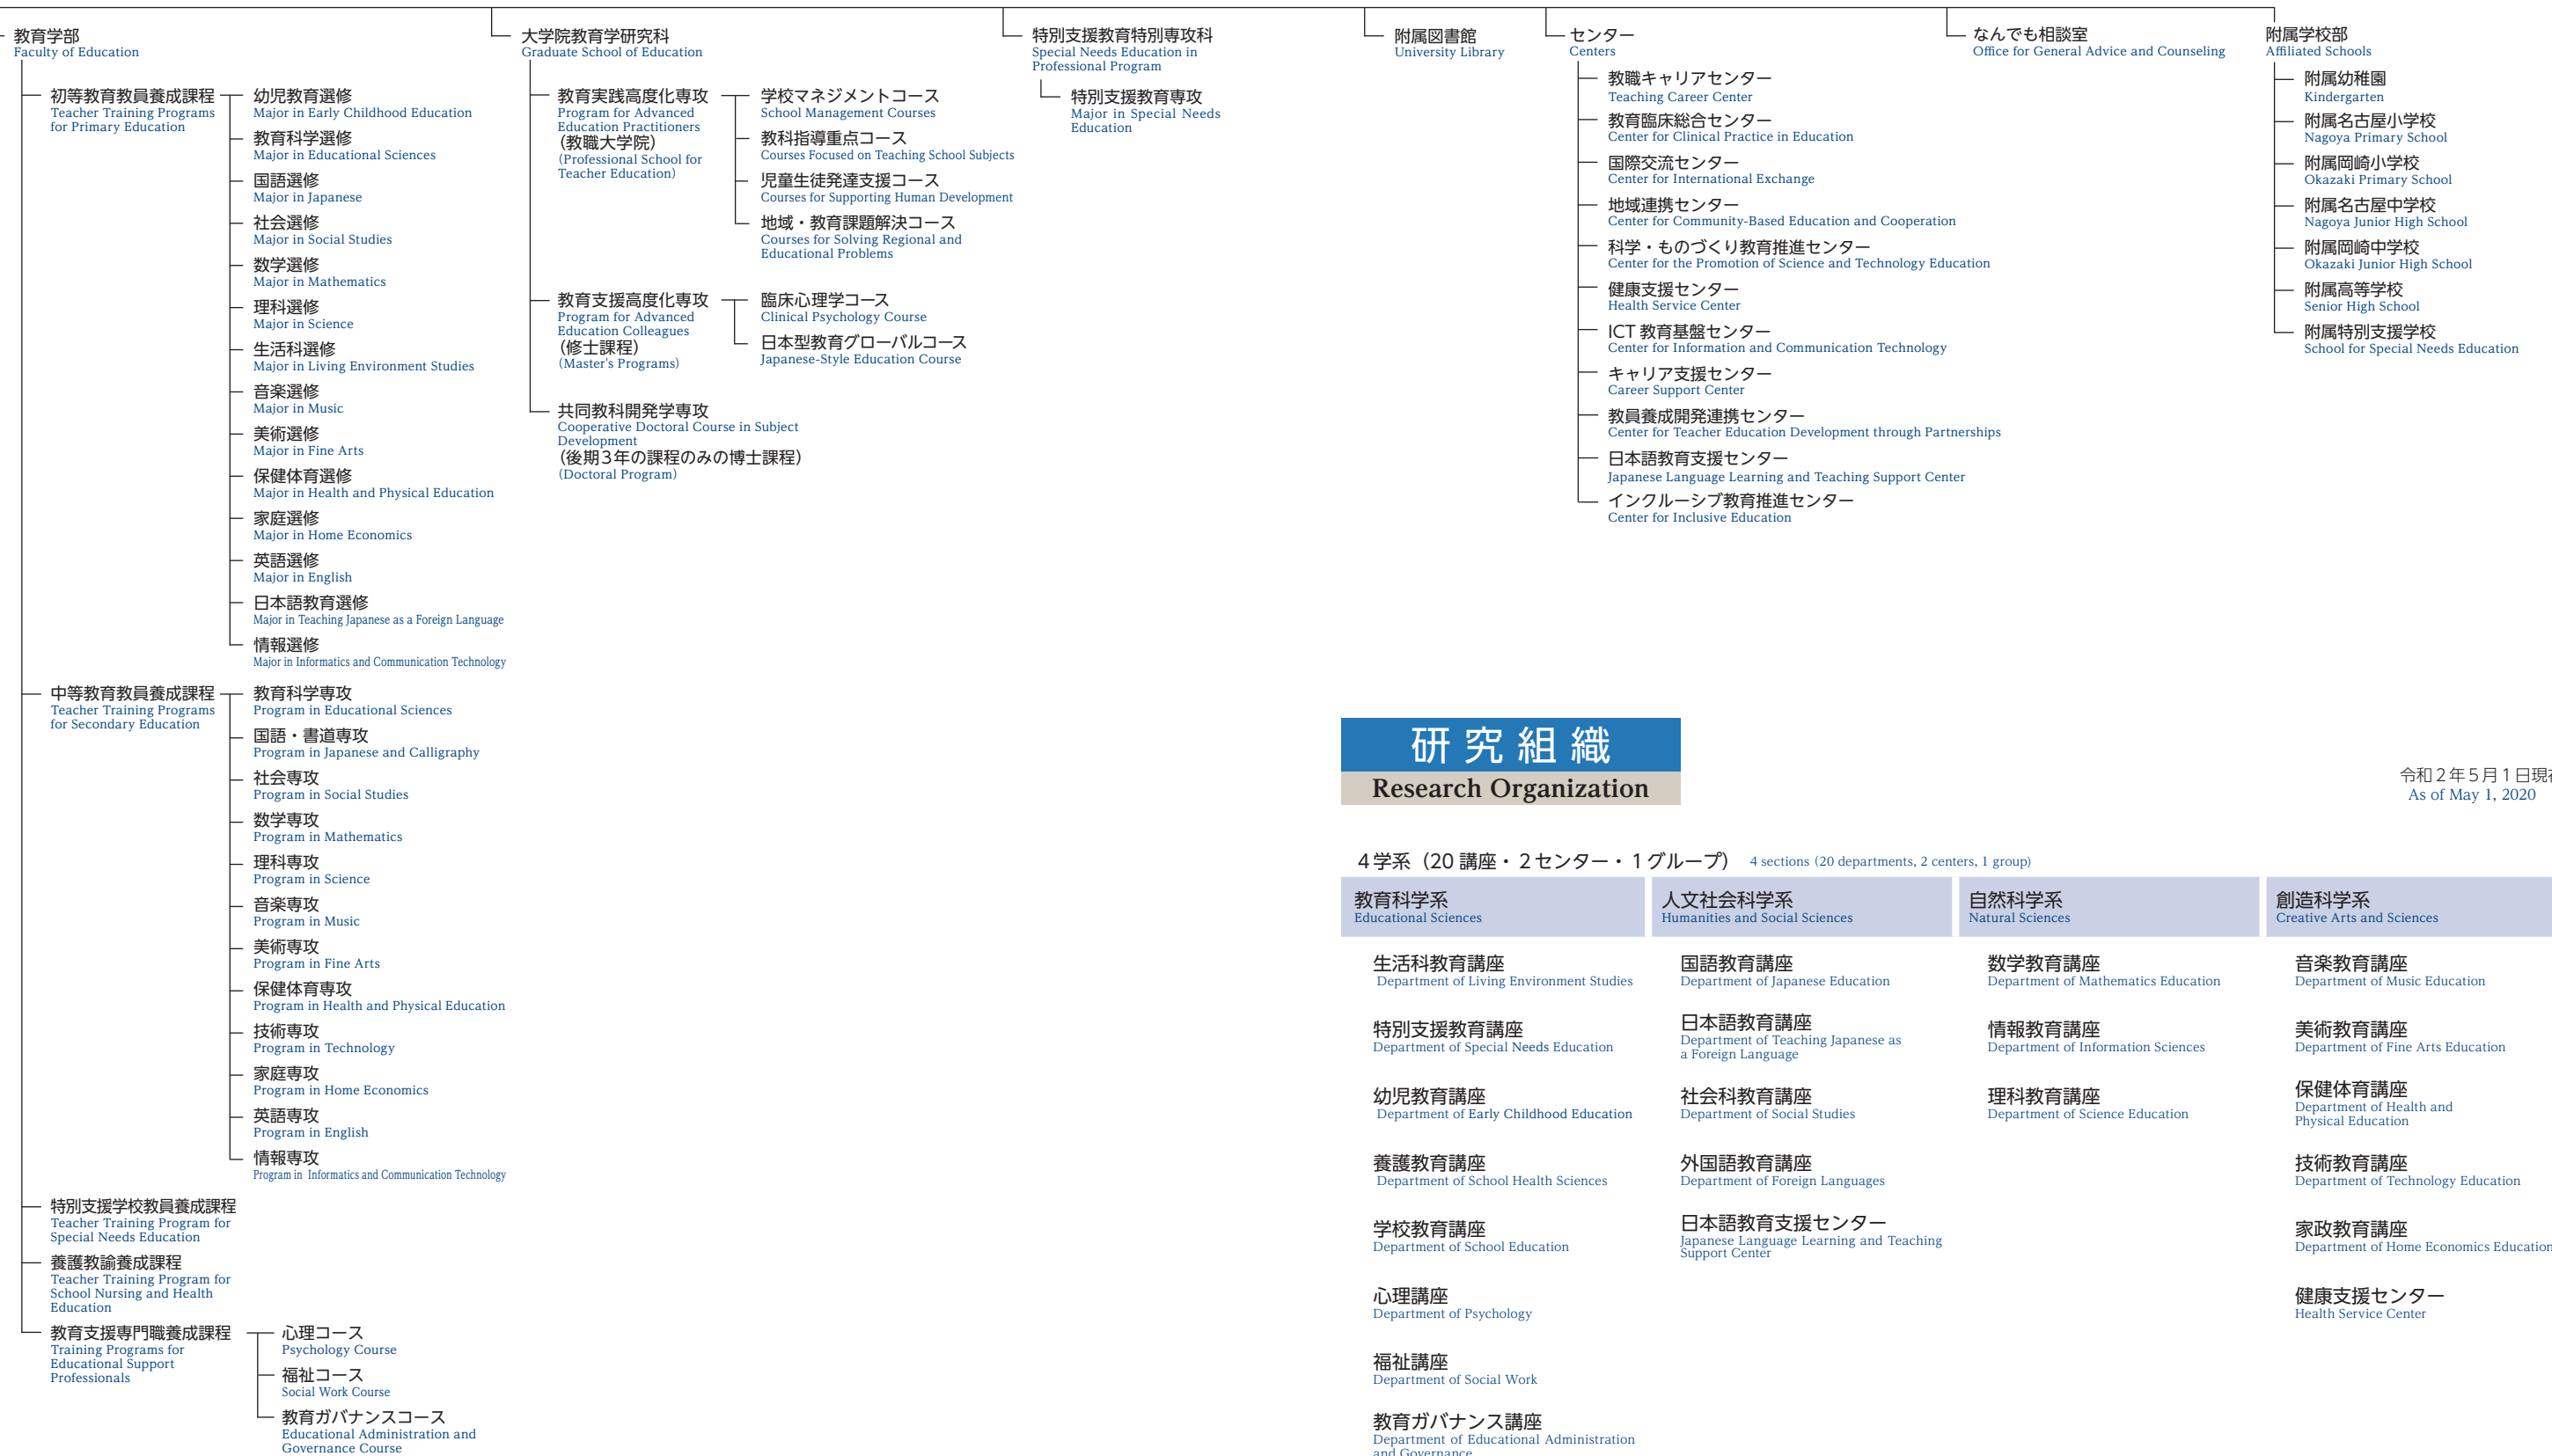 教育学部
Faculty of Education
初等教育教員養成課程
Teacher Training Programs
for Primary Education
幼児教育選修
Major in Early Childhood Education
教育科学選修
Major in Educational Sciences
国語選修
Major in Japanese
社会選修
Major in Social Studies
数学選修
Major in Mathematics
理科選修
Major in Science
生活科選修
Major in Living Environment Studies
音楽選修
Major in Music
美術選修
Major in Fine Arts
保健体育選修
Major in Health and Physical Education
家庭選修
Major in Home Economics
英語選修
Major in English
日本語教育選修
Major in Teaching Japanese as a Foreign Language
情報選修
Major in Informatics and Communication Technology
中等教育教員養成課程
Teacher Training Programs
for Secondary Education
教育科学専攻
Program in Educational Sciences
国語・書道専攻
Program in Japanese and Calligraphy
社会専攻
Program in Social Studies
数学専攻
Program in Mathematics
理科専攻
Program in Science
音楽専攻
Program in Music
美術専攻
Program in Fine Arts
保健体育専攻
Program in Health and Physical Education
技術専攻
Program in Technology
家庭専攻
Program in Home Economics
英語専攻
Program in English
情報専攻
Program in Informatics and Communication Technology
特別支援学校教員養成課程
Teacher Training Program for
Special Needs Education
養護教諭養成課程
Teacher Training Program for
School Nursing and Health
Education
教育支援専門職養成課程
Training Programs for
Educational Support
Professionals
心理コース
Psychology Course
福祉コース
Social Work Course
教育ガバナンスコース
Educational Administration and
Governance Course
大学院教育学研究科
Graduate School of Education
教育実践高度化専攻
Program for Advanced
Education Practitioners
(教職大学院)
(Professional School for
Teacher Education)
学校マネジメントコース
School Management Courses
教科指導重点コース
Courses Focused on Teaching School Subjects
児童生徒発達支援コース
Courses for Supporting Human Development
地域・教育課題解決コース
Courses for Solving Regional and
Educational Problems
教育支援高度化専攻
Program for Advanced
Education Colleagues
(修士課程)
(Master's Programs)
臨床心理学コース
Clinical Psychology Course
日本型教育グローバルコース
Japanese-Style Education Course
共同教科開発学専攻
Cooperative Doctoral Course in Subject
Development
(後期3年の課程のみの博士課程)
(Doctoral Program)
特別支援教育特別専攻科
Special Needs Education in
Professional Program
特別支援教育専攻
Major in Special Needs
Education
附属図書館
University Library
センター
Centers
教職キャリアセンター
Teaching Career Center
教育臨床総合センター
Center for Clinical Practice in Education
国際交流センター
Center for International Exchange
地域連携センター
Center for Community-Based Education and Cooperation
科学・ものづくり教育推進センター
Center for the Promotion of Science and Technology Education
健康支援センター
Health Service Center
ICT 教育基盤センター
Center for Information and Communication Technology
キャリア支援センター
Career Support Center
教員養成開発連携センター
Center for Teacher Education Development through Partnerships
日本語教育支援センター
Japanese Language Learning and Teaching Support Center
インクルーシブ教育推進センター
Center for Inclusive Education
なんでも相談室
Office for General Advice and Counseling
附属学校部
Affiliated Schools
附属幼稚園
Kindergarten
附属名古屋小学校
Nagoya Primary School
附属岡崎小学校
Okazaki Primary School
附属名古屋中学校
Nagoya Junior High School
附属岡崎中学校
Okazaki Junior High School
附属高等学校
Senior High School
附属特別支援学校
School for Special Needs Education
研究組織
Research Organization
令和2年5月1日現在
As of May 1, 2020
4学系（20 講座・2センター・1グループ） 4 sections (20 departments, 2 centers, 1 group)
教育科学系
Educational Sciences
生活科教育講座
Department of Living Environment Studies
特別支援教育講座
Department of Special Needs Education
幼児教育講座
Department of Early Childhood Education
養護教育講座
Department of School Health Sciences
学校教育講座
Department of School Education
心理講座
Department of Psychology
福祉講座
Department of Social Work
教育ガバナンス講座
Department of Educational Administration
and Governance
人文社会科学系
Humanities and Social Sciences
国語教育講座
Department of Japanese Education
日本語教育講座
Department of Teaching Japanese as
a Foreign Language
社会科教育講座
Department of Social Studies
外国語教育講座
Department of Foreign Languages
日本語教育支援センター
Japanese Language Learning and Teaching
Support Center
自然科学系
Natural Sciences
数学教育講座
Department of Mathematics Education
情報教育講座
Department of Information Sciences
理科教育講座
Department of Science Education
創造科学系
Creative Arts and Sciences
音楽教育講座
Department of Music Education
美術教育講座
Department of Fine Arts Education
保健体育講座
Department of Health and
Physical Education
技術教育講座
Department of Technology Education
家政教育講座
Department of Home Economics Education
健康支援センター
Health Service Center